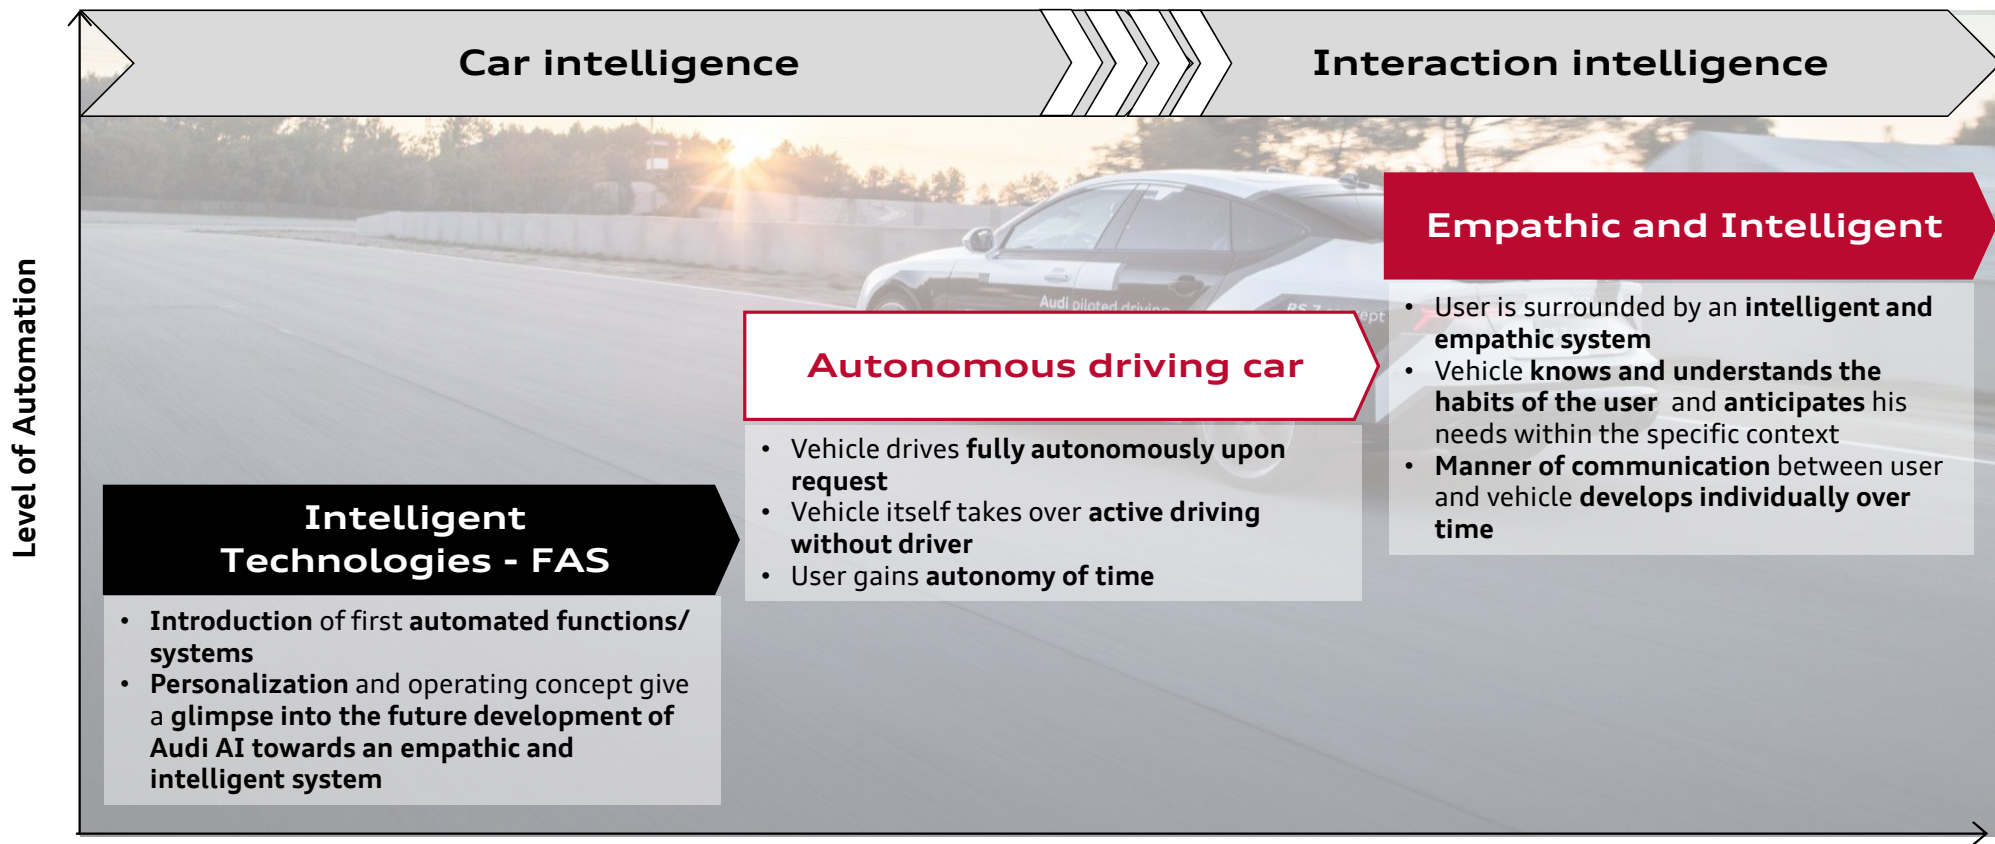 Car intelligence
Interaction intelligence
Level of Automation
Empathic and Intelligent
• User is surrounded by an intelligent and
empathic system
• Vehicle knows and understands the
habits of the user and anticipates his
needs within the specific context
• Manner of communication between user
and vehicle develops individually over
time
Audi piloted driving
RS 7
Autonomous driving car
• Vehicle drives fully autonomously upon
request
• Vehicle itself takes over active driving
without driver
• User gains autonomy of time
Intelligent
Technologies - FAS
• Introduction of first automated functions/
systems
• Personalization and operating concept give
a glimpse into the future development of
Audi AI towards an empathic and
intelligent system